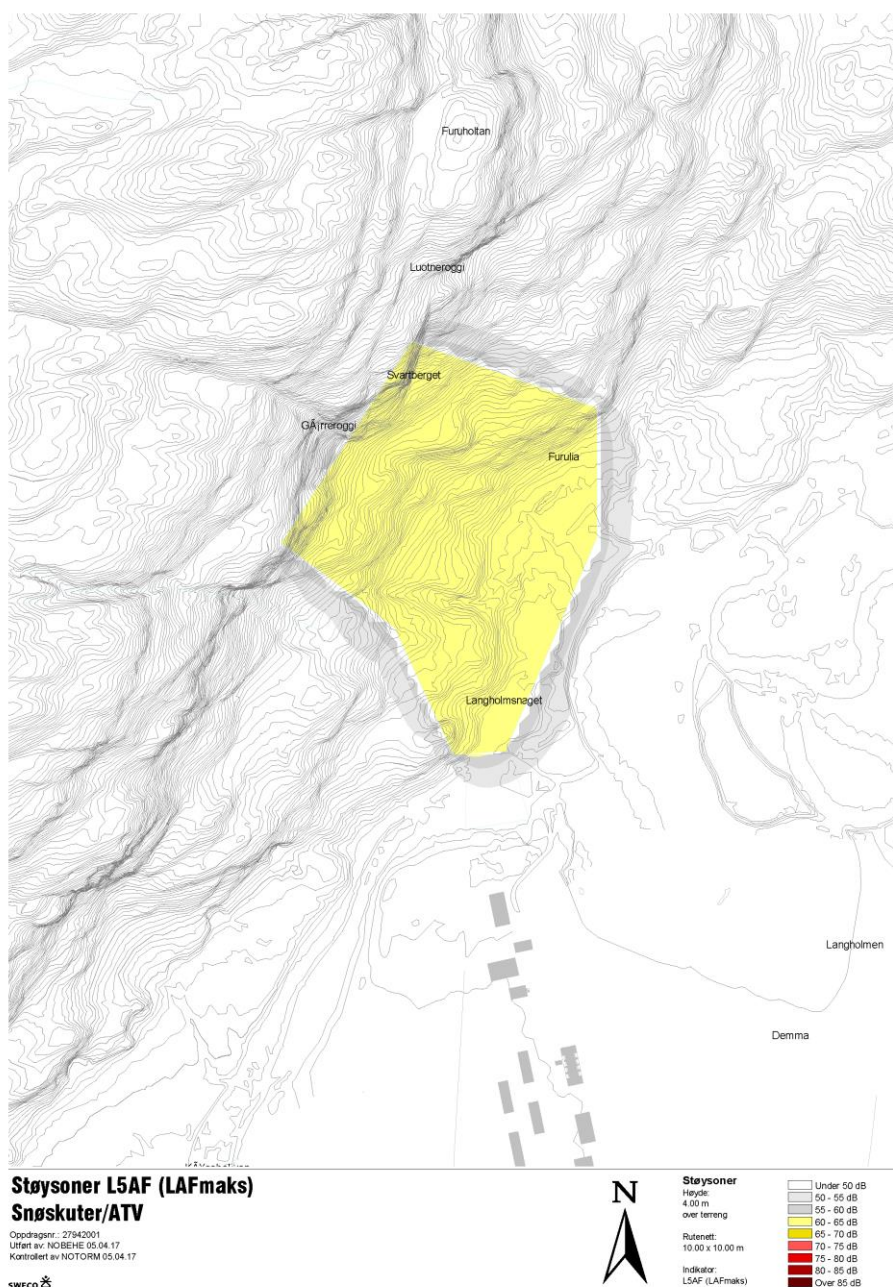 Furuholtan
Luotneroggi
Svartberget
GÃ¡rreroggi
Furulia
Langholmsnaget
Langholmen
Demma
Støysoner L5AF (LAFmaks)
Snøskuter/ATV
Oppdragsnr.: 27942001
Utført av: NOBEHE 05.04.17
Kontrollert av NOTORM 05.04.17
SWECO
N
Støysoner
Høyde:
4.00 m
over terreng
Rutenett:
10.00 x 10.00 m
Indikator:
L5AF (LAFmaks)
Under 50 dB
50 - 55 dB
55 - 60 dB
60 - 65 dB
65 - 70 dB
70 - 75 dB
75 - 80 dB
80 - 85 dB
Over 85 dB